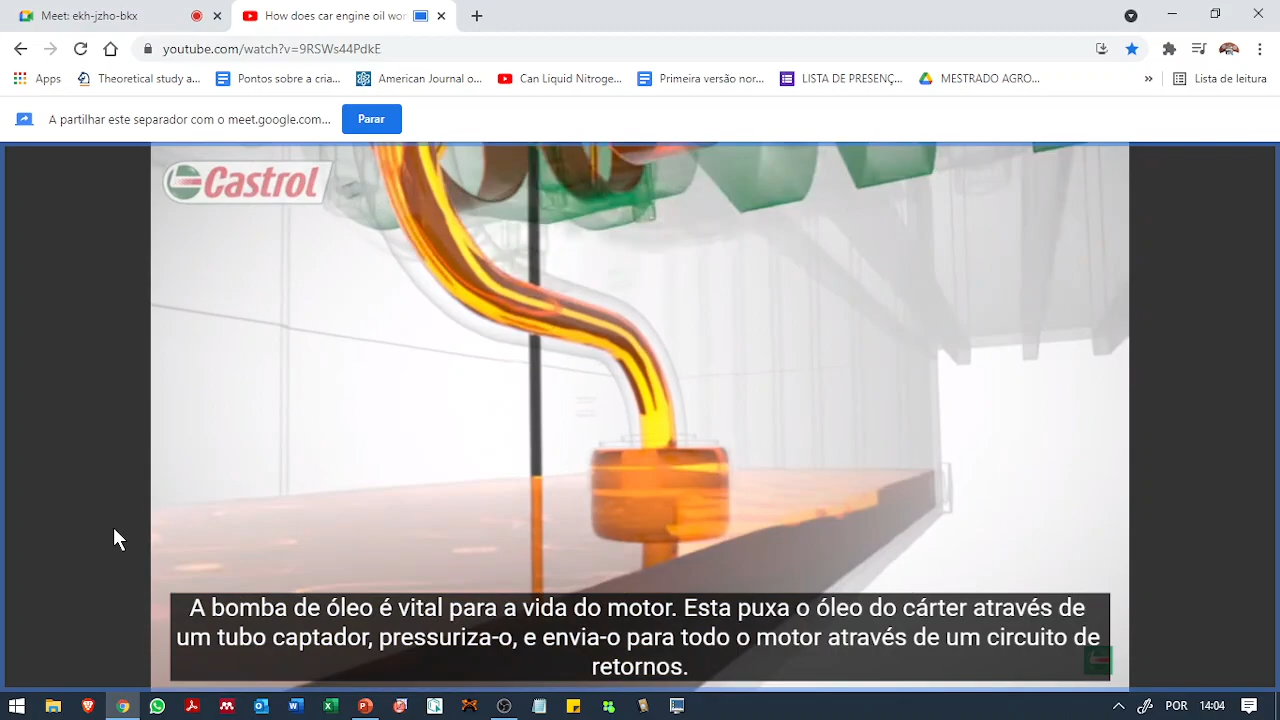 Meet: ekh-jzho-bkx
How does car engine oil wor
youtube.com/watch?v=9RSWs44PdkE
Apps
Theoretical study a...
Pontos sobre a cria...
American Journal o...
Can Liquid Nitroge...
Primeira versão nor...
LISTA DE PRESENÇ...
MESTRADO AGRO...
»
Lista de leitura
A partilhar este separador com o meet.google.com...
Parar
Castrol
A bomba de óleo é vital para a vida do motor. Esta puxa o óleo do cárter através de
um tubo captador, pressuriza-o, e envia-o para todo o motor através de um circuito de
retornos.
POR
14:04